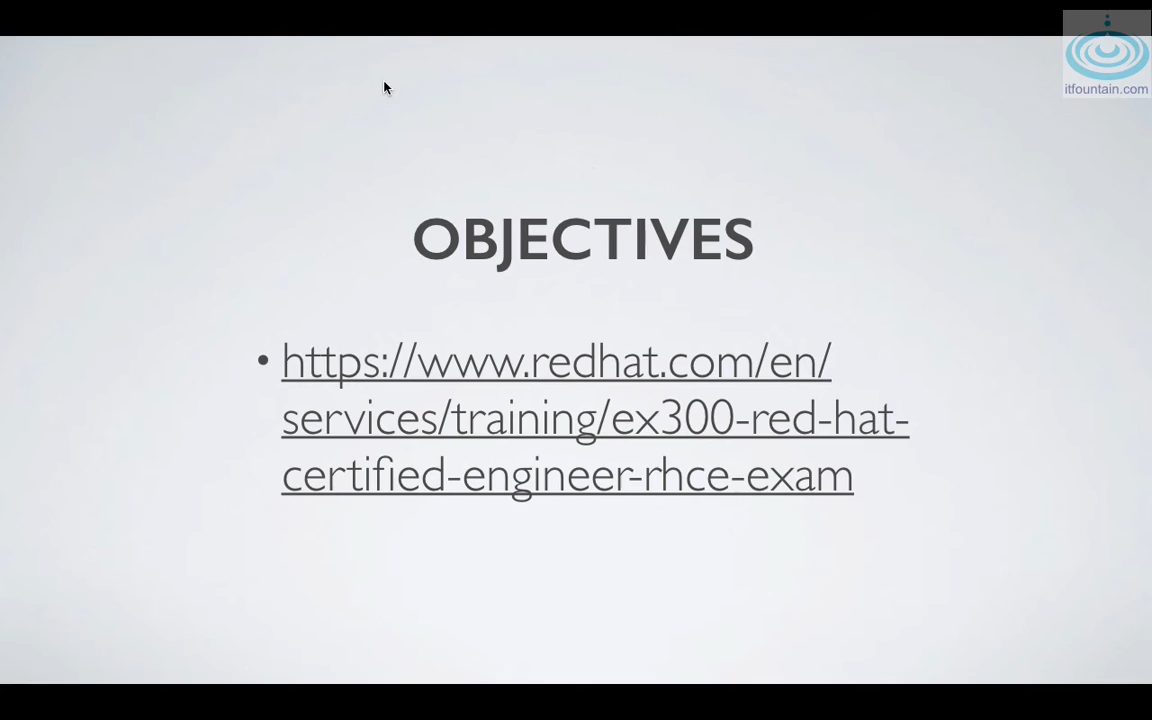 itfountain.com
OBJECTIVES
• https://www.redhat.com/en/
services/training/ex300-red-hat-
certified-engineer-rhce-exam